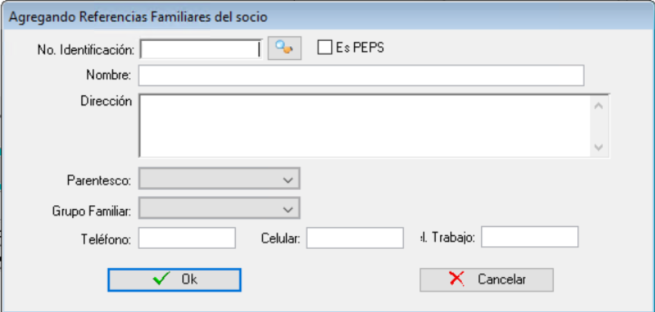 Agregando Referencias Familiares del socio
No. Identificación: Es PEPS
Nombre:
Dirección
Parentesco:
Grupo Familiar:
Teléfono: Celular: l. Trabajo:
Ok Cancelar